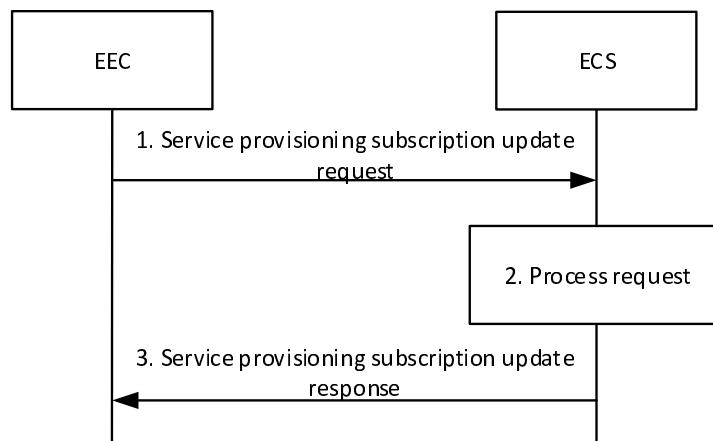 EEC
ECS
1. Service provisioning subscription update
request
2. Process request
3. Service provisioning subscription update
response